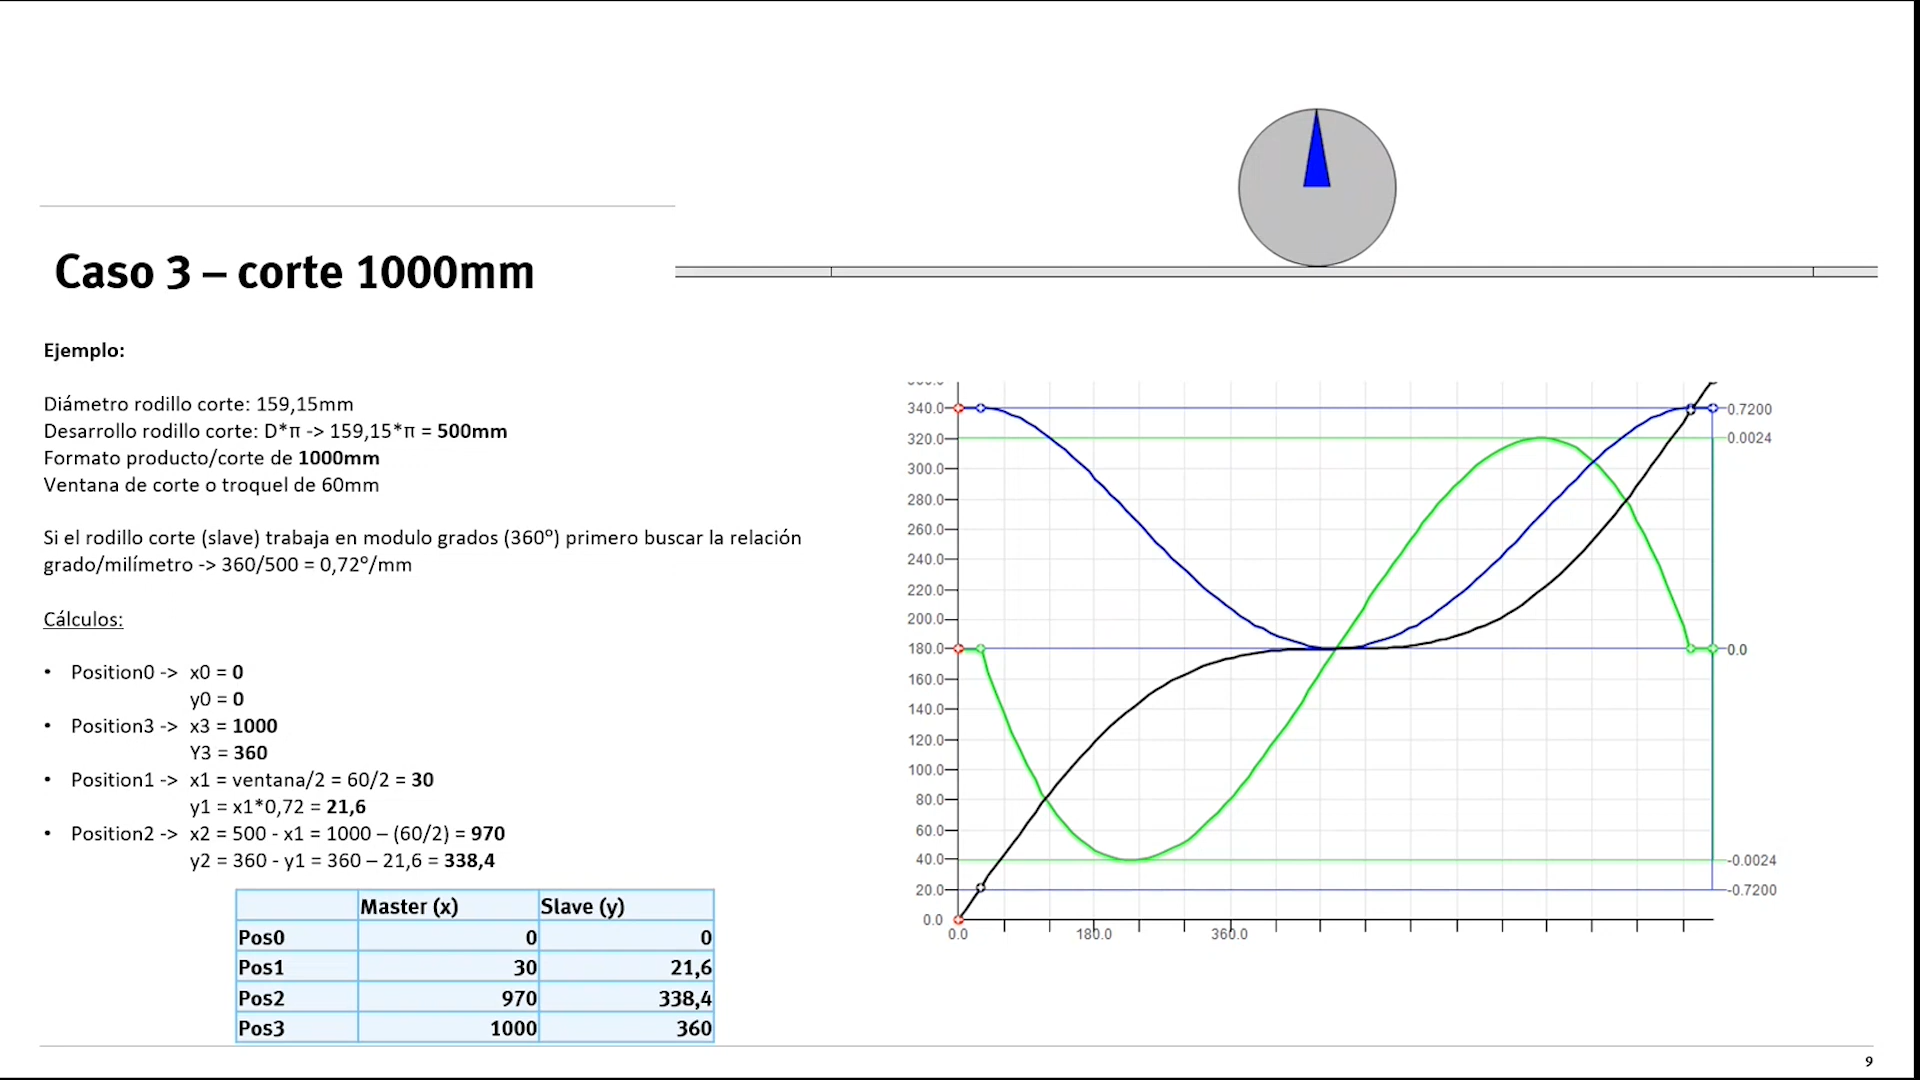 Caso 3 – corte 1000mm
Ejemplo:
Diámetro rodillo corte: 159,15mm
Desarrollo rodillo corte: D*π -> 159,15*π = 500mm
Formato producto/corte de 1000mm
Ventana de corte o troquel de 60mm
Si el rodillo corte (slave) trabaja en modulo grados (360º) primero buscar la relación
grado/milímetro -> 360/500 = 0,72º/mm
Cálculos:
• Position0 -> x0 = 0
y0 = 0
• Position3 -> x3 = 1000
Y3 = 360
• Position1 -> x1 = ventana/2 = 60/2 = 30
y1 = x1*0,72 = 21,6
• Position2 -> x2 = 500 - x1 = 1000 – (60/2) = 970
y2 = 360 - y1 = 360 – 21,6 = 338,4
Master (x) Slave (y)
Pos0 0 0
Pos1 30 21,6
Pos2 970 338,4
Pos3 1000 360
340.0
320.0
300.0
280.0
260.0
240.0
220.0
200.0
180.0
160.0
140.0
120.0
100.0
80.0
60.0
40.0
20.0
0.0
0.0 180.0 360.0
0.7200
0.0024
0.0
-0.0024
-0.7200
9